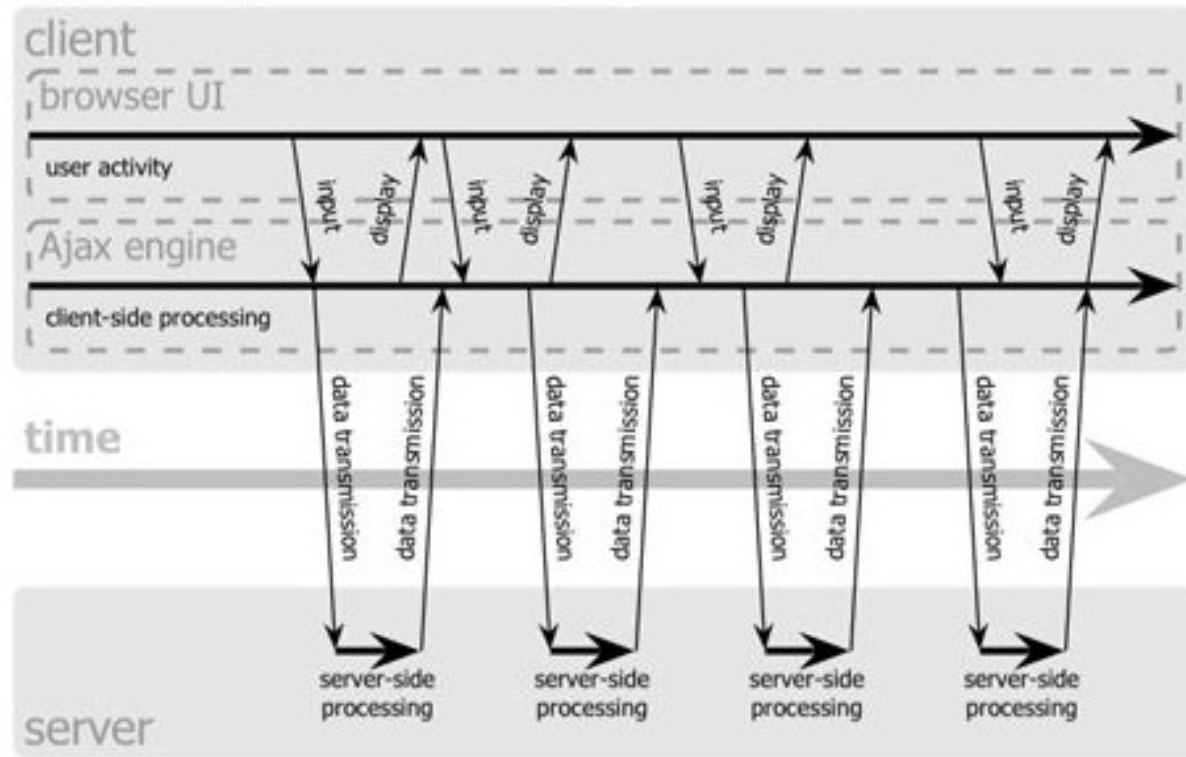 client
browser UI
user activity
input
display
input
display
input
display
input
display
Ajax engine
client-side processing
data transmission
data transmission
data transmission
data transmission
data transmission
data transmission
data transmission
data transmission
time
server-side
processing
server-side
processing
server-side
processing
server-side
processing
server